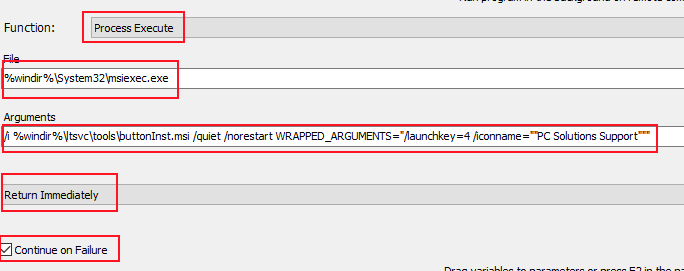 Run program in the background on remote com
Function: Process Execute
File
%windir%\System32\msiexec.exe
Arguments
/i %windir%\ltsvc\tools\buttonInst.msi /quiet /norestart WRAPPED_ARGUMENTS="/launchkey=4 /iconname=""PC Solutions Support"""
Return Immediately
Continue on Failure
Drag variables to parameters or press F2 in the pa